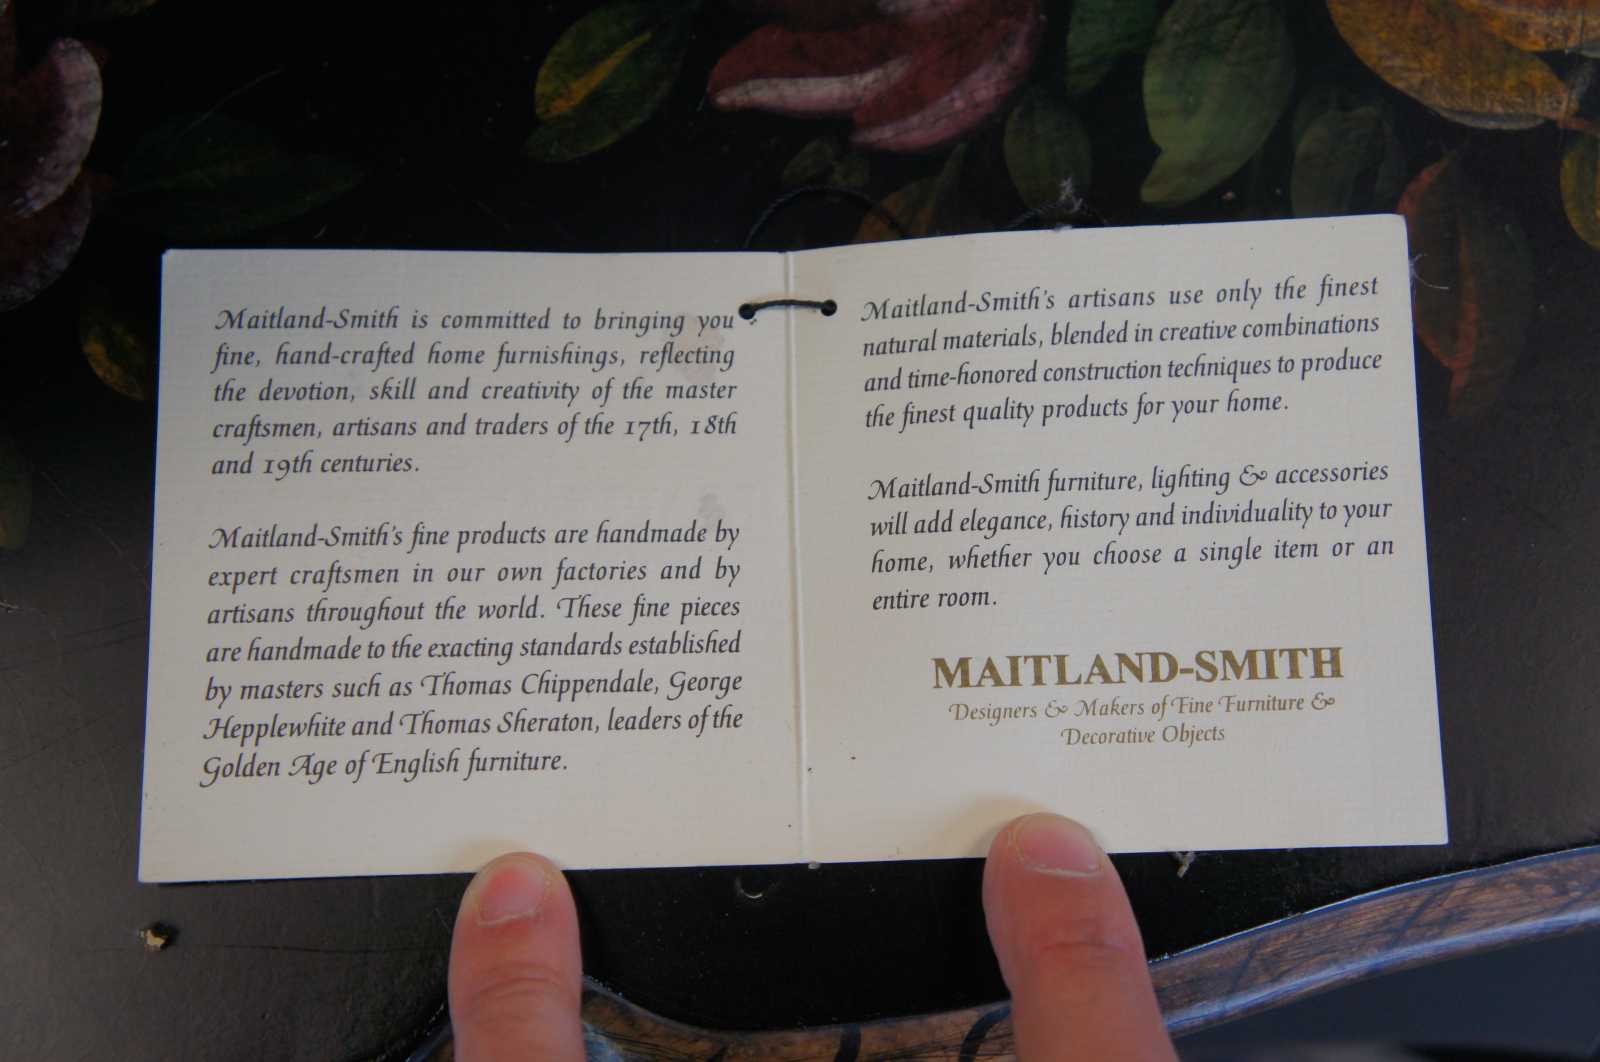 Maitland-Smith is committed to bringing you
fine, hand-crafted home furnishings, reflecting
the devotion, skill and creativity of the master
craftsmen, artisans and traders of the 17th, 18th
and 19th centuries.
Maitland-Smith's fine products are handmade by
expert craftsmen in our own factories and by
artisans throughout the world. These fine pieces
are handmade to the exacting standards established
by masters such as Thomas Chippendale, George
Hepplewhite and Thomas Sheraton, leaders of the
Golden Age of English furniture.
Maitland-Smith's artisans use only the finest
natural materials, blended in creative combinations
and time-honored construction techniques to produce
the finest quality products for your home.
Maitland-Smith furniture, lighting & accessories
will add elegance, history and individuality to your
home, whether you choose a single item or an
entire room.
MAITLAND-SMITH
Designers & Makers of Fine Furniture &
Decorative Objects